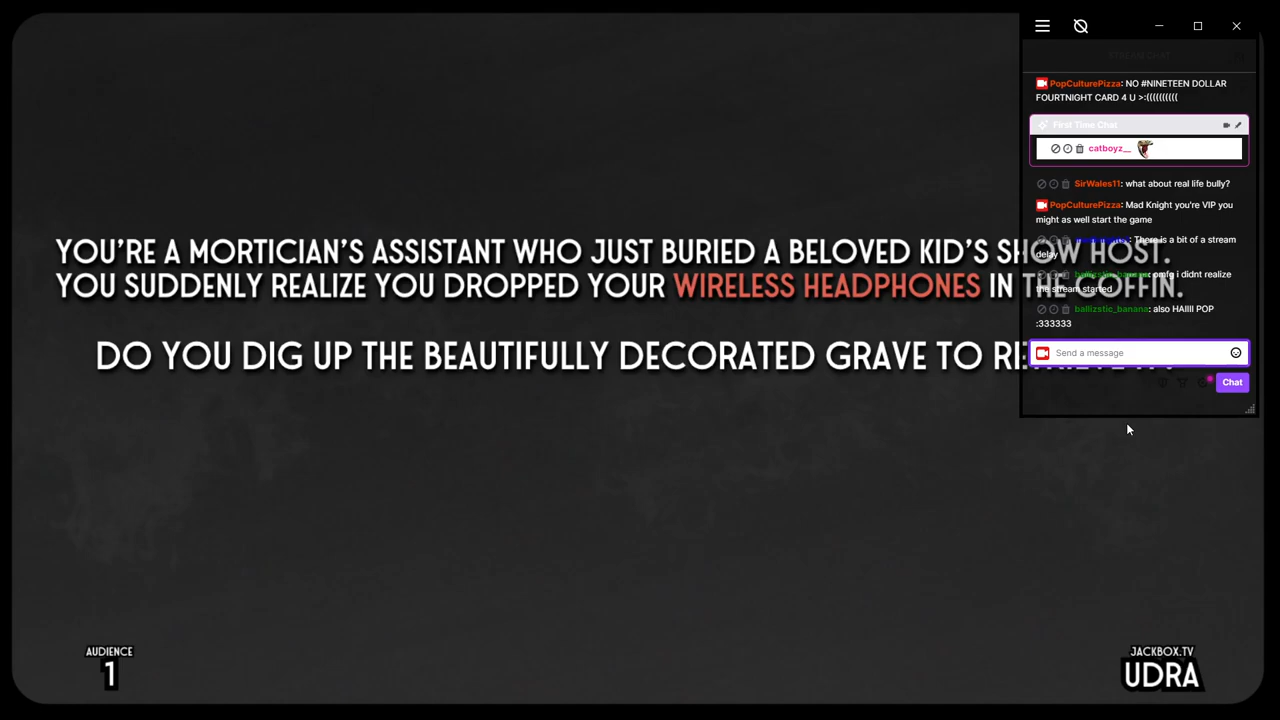 PopCulturePizza: NO #NINETEEN DOLLAR
FOURTNIGHT CARD 4 U >:((((((((((
First Time Chat
catboyz__
SirWales11: what about real life bully?
PopCulturePizza: Mad Knight you're VIP you
might as well start the game
: There is a bit of a stream
delay
ballizstic_banana: omfg i didnt realize
the stream started
ballizstic_banana: also HAIIII POP
:333333
Send a message
Chat
YOU'RE A MORTICIAN'S ASSISTANT WHO JUST BURIED A BELOVED KID'S SHOW HOST.
YOU SUDDENLY REALIZE YOU DROPPED YOUR WIRELESS HEADPHONES IN THE COFFIN.
DO YOU DIG UP THE BEAUTIFULLY DECORATED GRAVE TO
AUDIENCE
1
JACKBOX.TV
UDRA